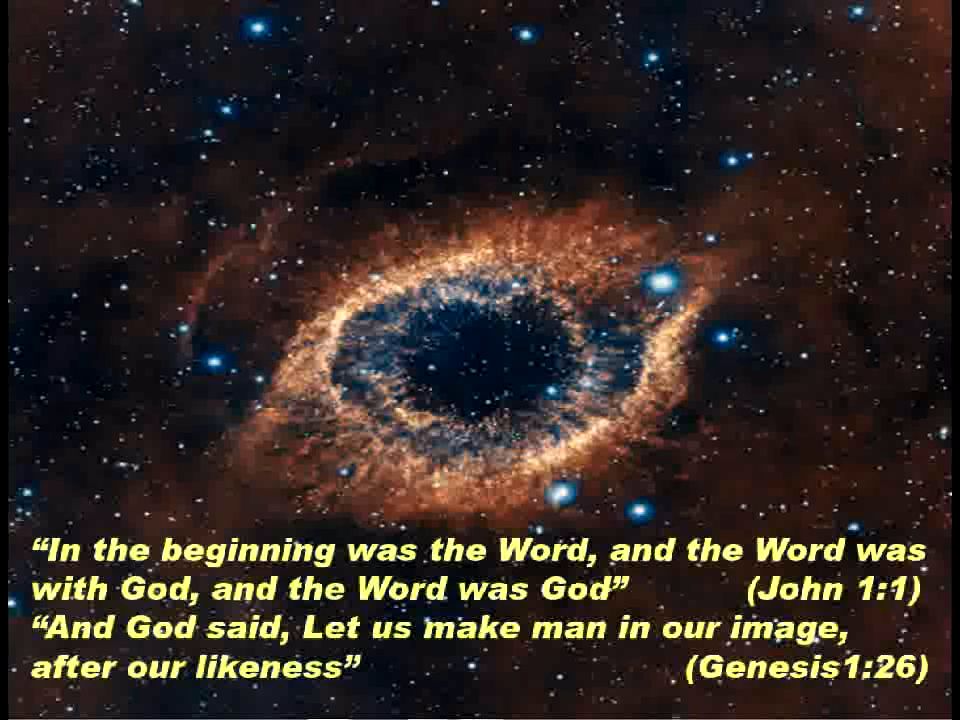 “In the beginning was the Word, and the Word was
with God, and the Word was God” (John 1:1)
“And God said, Let us make man in our image,
after our likeness” (Genesis1:26)